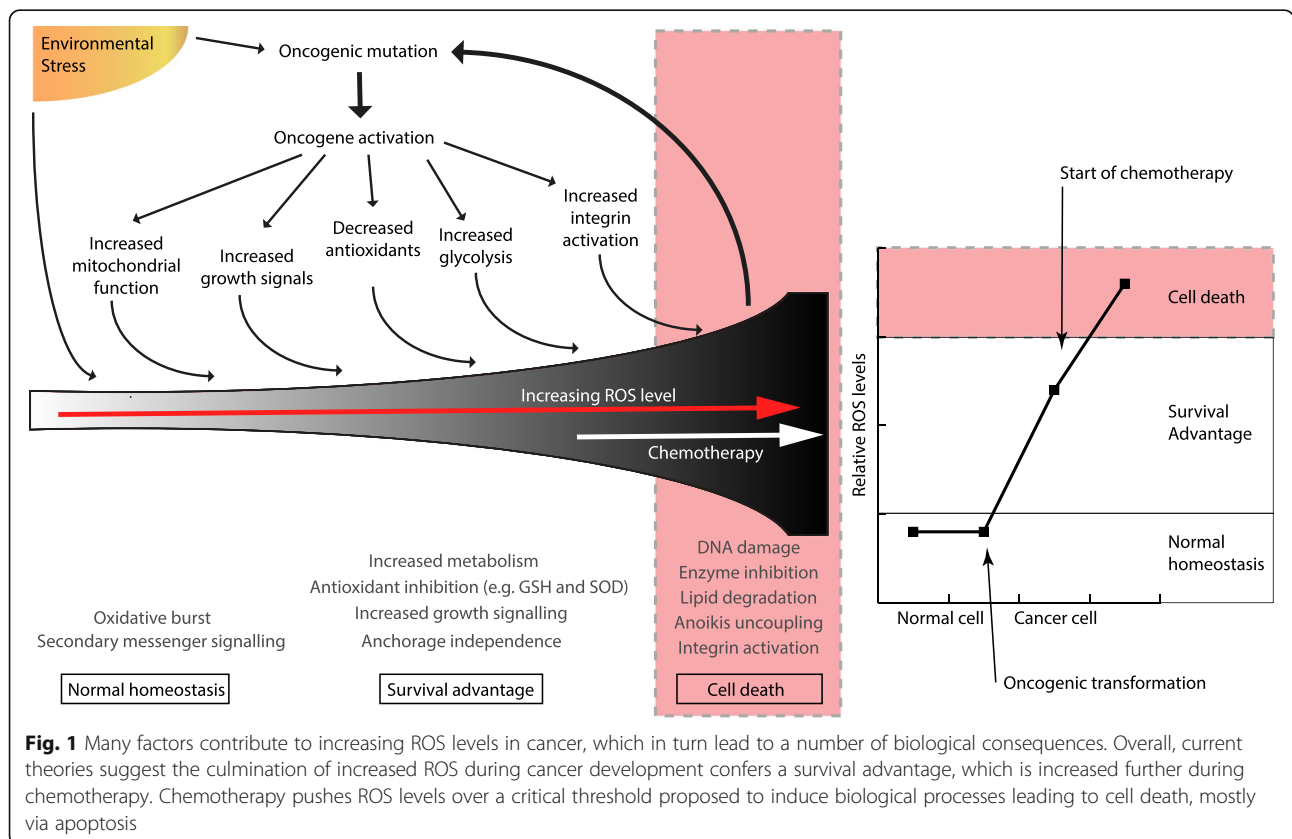 Environmental
Stress
Oncogenic mutation
Oncogene activation
Increased
mitochondrial
function
Increased
growth signals
Decreased
antioxidants
Increased
glycolysis
Increased
integrin
activation
Increasing ROS level
Chemotherapy
Oxidative burst
Secondary messenger signalling
Normal homeostasis
Increased metabolism
Antioxidant inhibition (e.g. GSH and SOD)
Increased growth signalling
Anchorage independence
Survival advantage
DNA damage
Enzyme inhibition
Lipid degradation
Anoikis uncoupling
Integrin activation
Cell death
Start of chemotherapy
Relative ROS levels
Cell death
Survival
Advantage
Normal
homeostasis
Normal cell
Cancer cell
Oncogenic transformation
Fig. 1 Many factors contribute to increasing ROS levels in cancer, which in turn lead to a number of biological consequences. Overall, current
theories suggest the culmination of increased ROS during cancer development confers a survival advantage, which is increased further during
chemotherapy. Chemotherapy pushes ROS levels over a critical threshold proposed to induce biological processes leading to cell death, mostly
via apoptosis